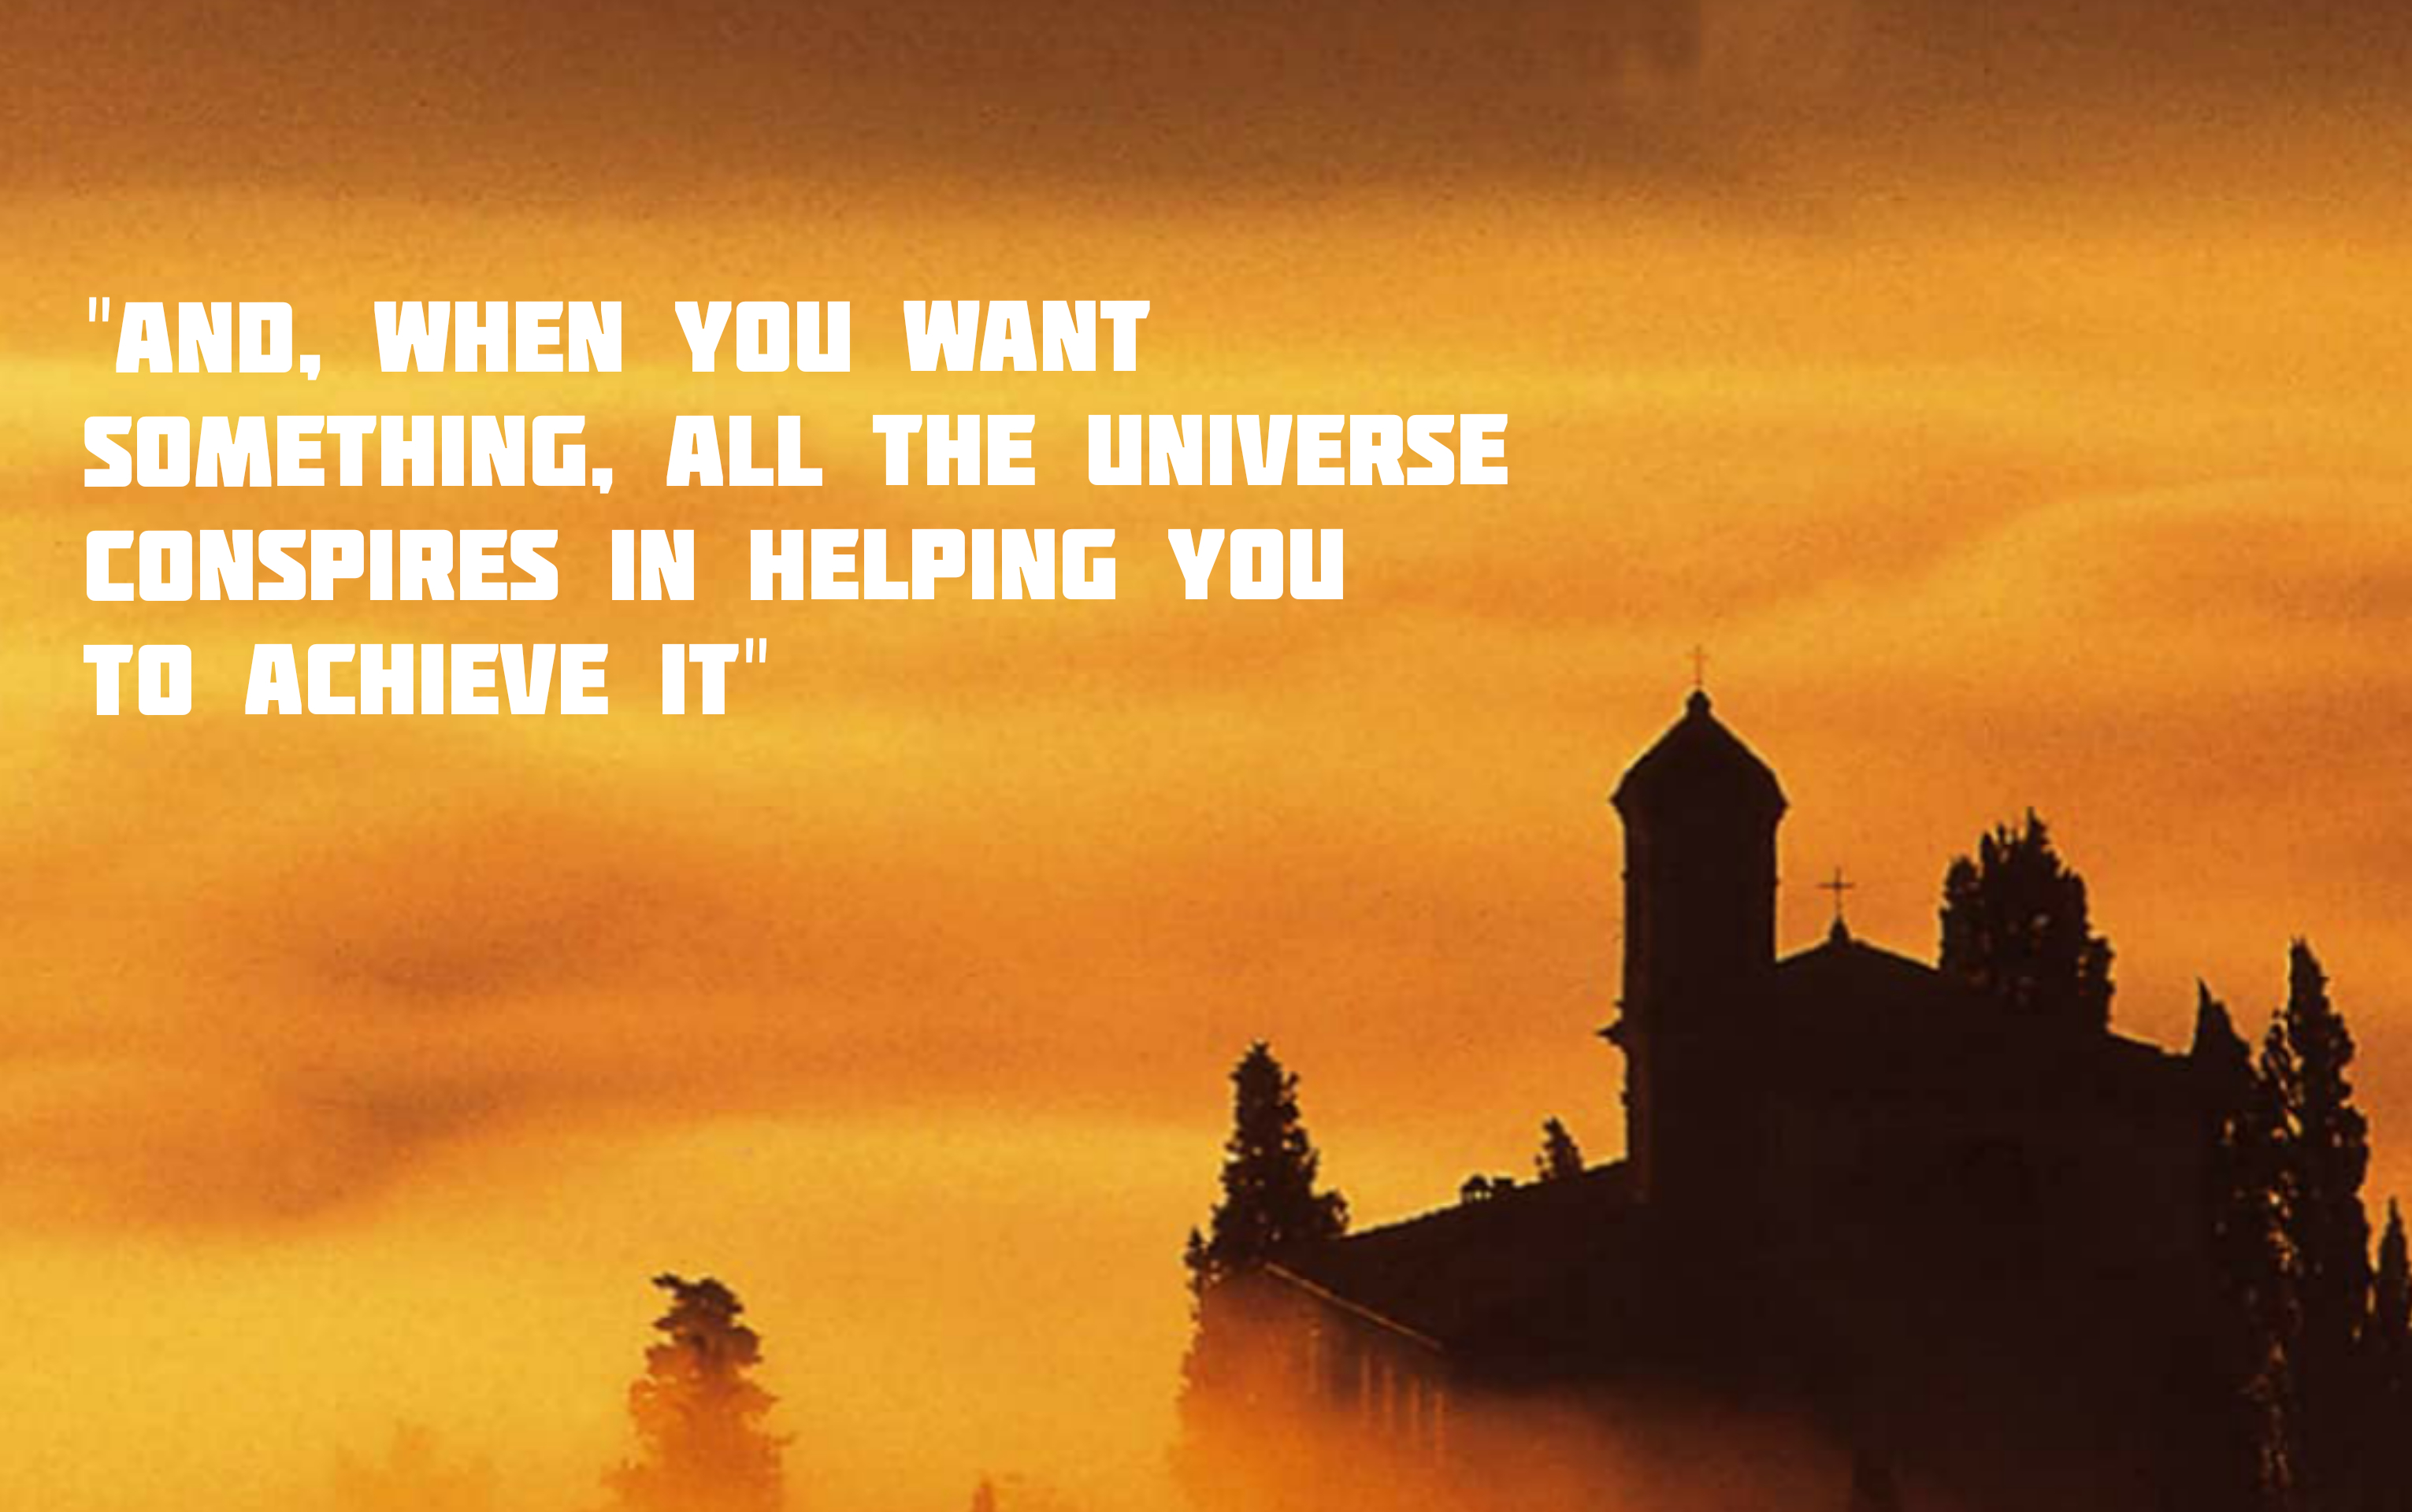 "AND, WHEN YOU WANT
SOMETHING, ALL THE UNIVERSE
CONSPIRES IN HELPING YOU
TO ACHIEVE IT"